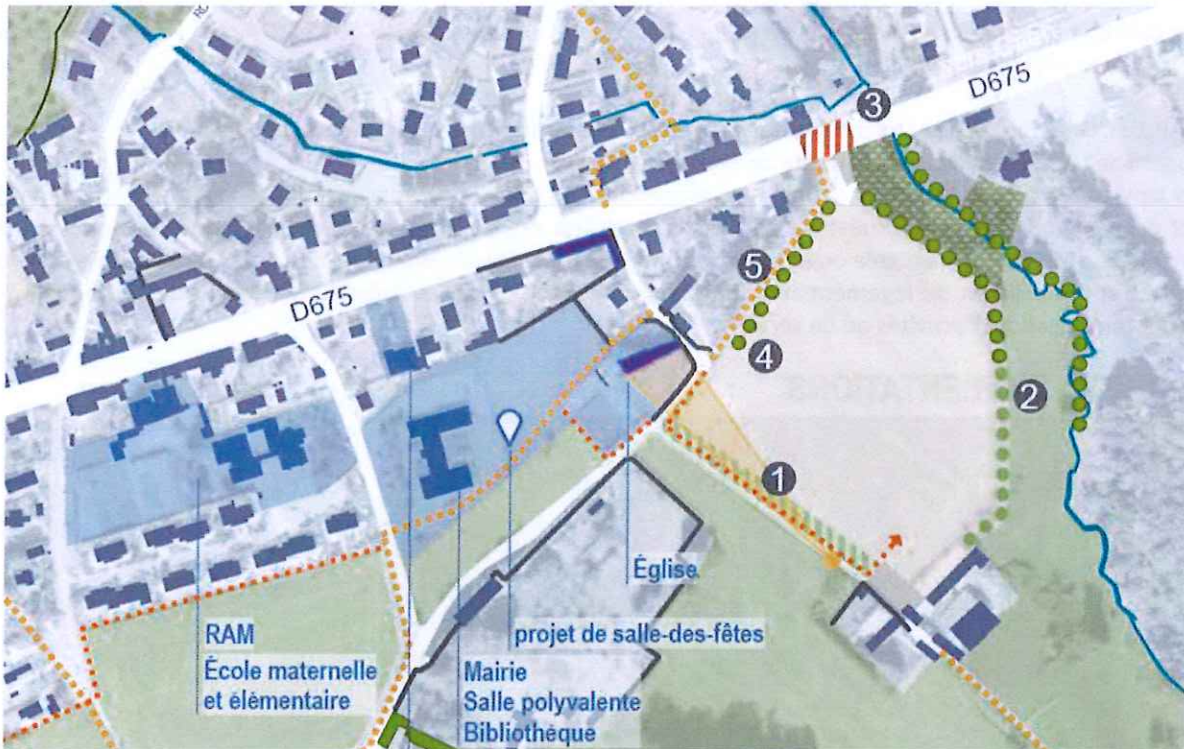 D675
3
D675
5
4
2
1
Église
RAM
École maternelle
et élémentaire
projet de salle-des-fêtes
Mairie
Salle polyvalente
Bibliothèque